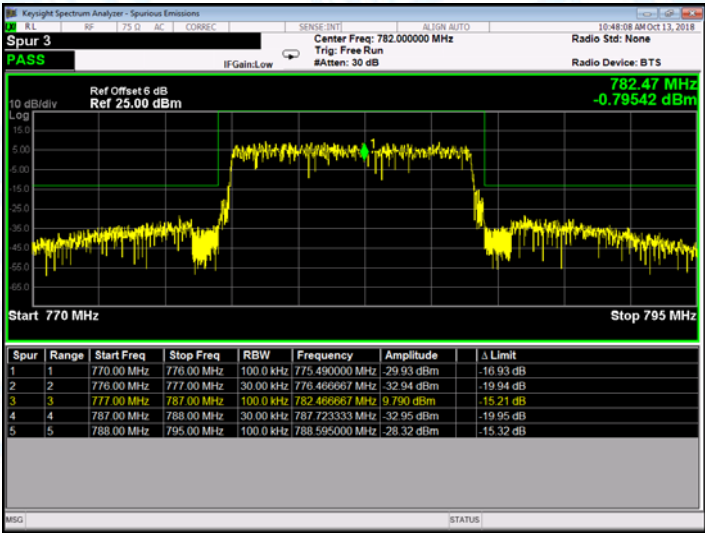 Keysight Spectrum Analyzer - Spurious Emissions
RL RF 75 Ω AC CORREC SENSE:INT ALIGN AUTO 10:48:08 AM Oct 13, 2018
Spur 3 Center Freq: 782.000000 MHz Radio Std: None
Trig: Free Run
PASS IFGain:Low #Atten: 30 dB Radio Device: BTS
782.47 MHz
Ref Offset 6 dB
10 dB/div Ref 25.00 dBm -0.79542 dBm
Log
15.0
5.00 1
-5.00
-15.0
-25.0
-35.0
-45.0
-55.0
-65.0
Start 770 MHz Stop 795 MHz
Spur Range Start Freq Stop Freq RBW Frequency Amplitude Δ Limit
1 1 770.00 MHz 776.00 MHz 100.0 kHz 775.490000 MHz -29.93 dBm -16.93 dB
2 2 776.00 MHz 777.00 MHz 30.00 kHz 776.466667 MHz -32.94 dBm -19.94 dB
3 3 777.00 MHz 787.00 MHz 100.0 kHz 782.466667 MHz 9.790 dBm -15.21 dB
4 4 787.00 MHz 788.00 MHz 30.00 kHz 787.723333 MHz -32.95 dBm -19.95 dB
5 5 788.00 MHz 795.00 MHz 100.0 kHz 788.595000 MHz -28.32 dBm -15.32 dB
MSG STATUS